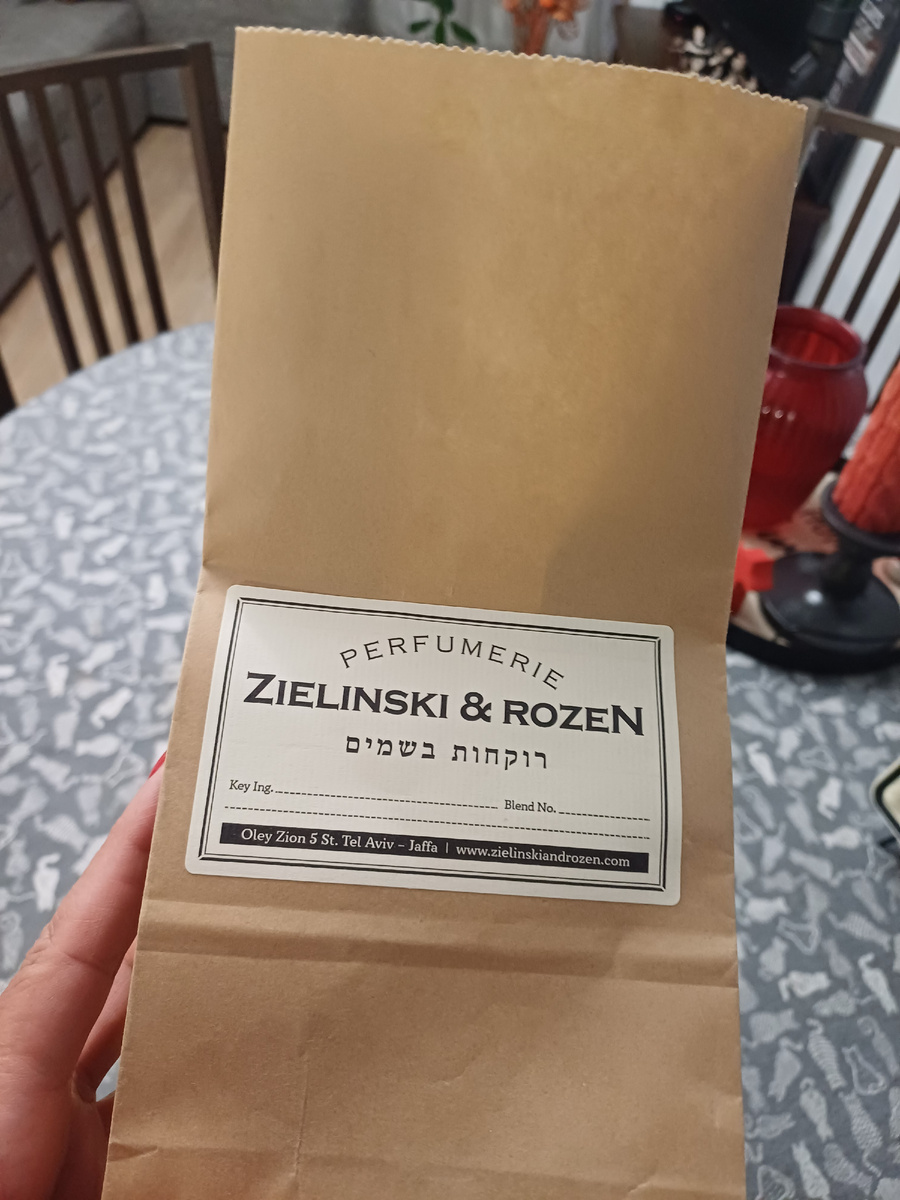 PERFUMERIE
ZIELINSKI & ROZEN
רוקחות בשמים
Key Ing. Blend No.
Oley Zion 5 St. Tel Aviv – Jaffa | www.zielinskiandrozen.com